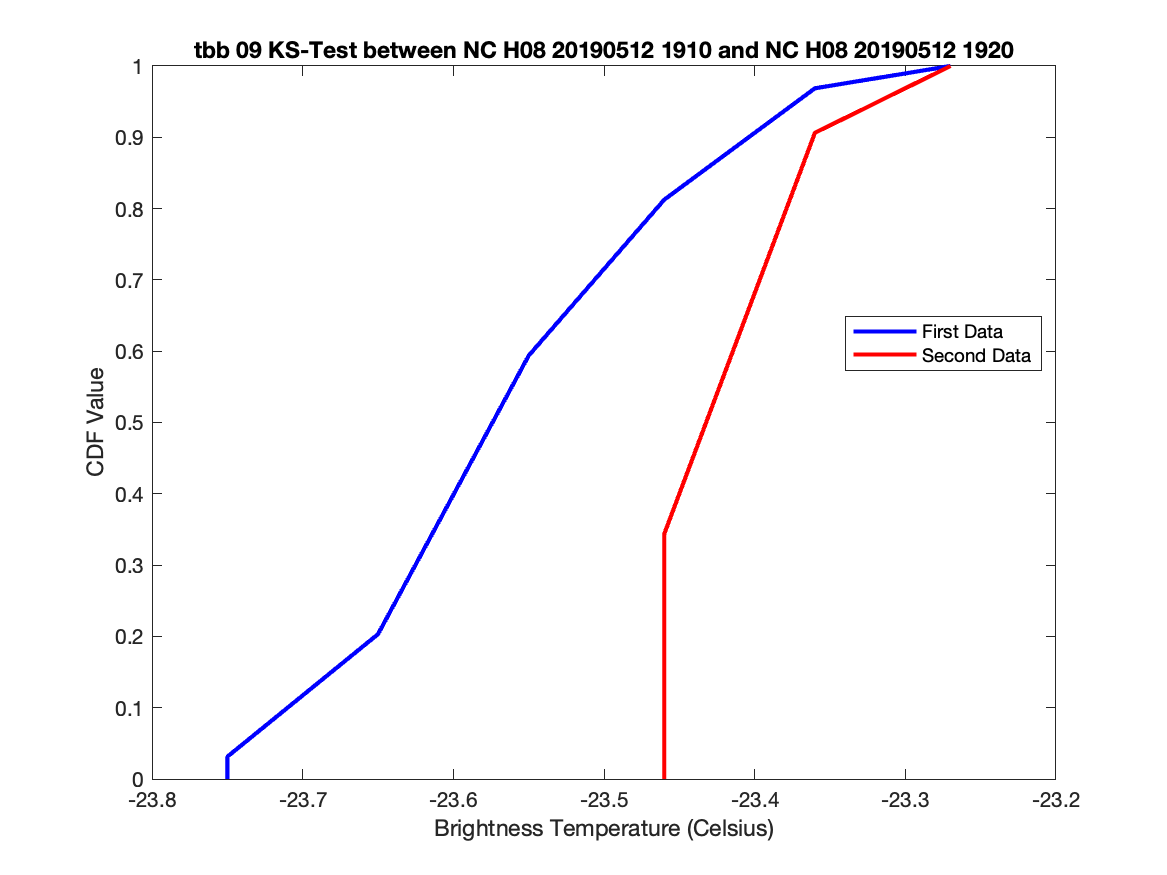 tbb 09 KS-Test between NC H08 20190512 1910 and NC H08 20190512 1920
1
0.9
0.8
0.7
0.6
0.5
0.4
0.3
0.2
0.1
0
CDF Value
First Data
Second Data
-23.8 -23.7 -23.6 -23.5 -23.4 -23.3 -23.2
Brightness Temperature (Celsius)